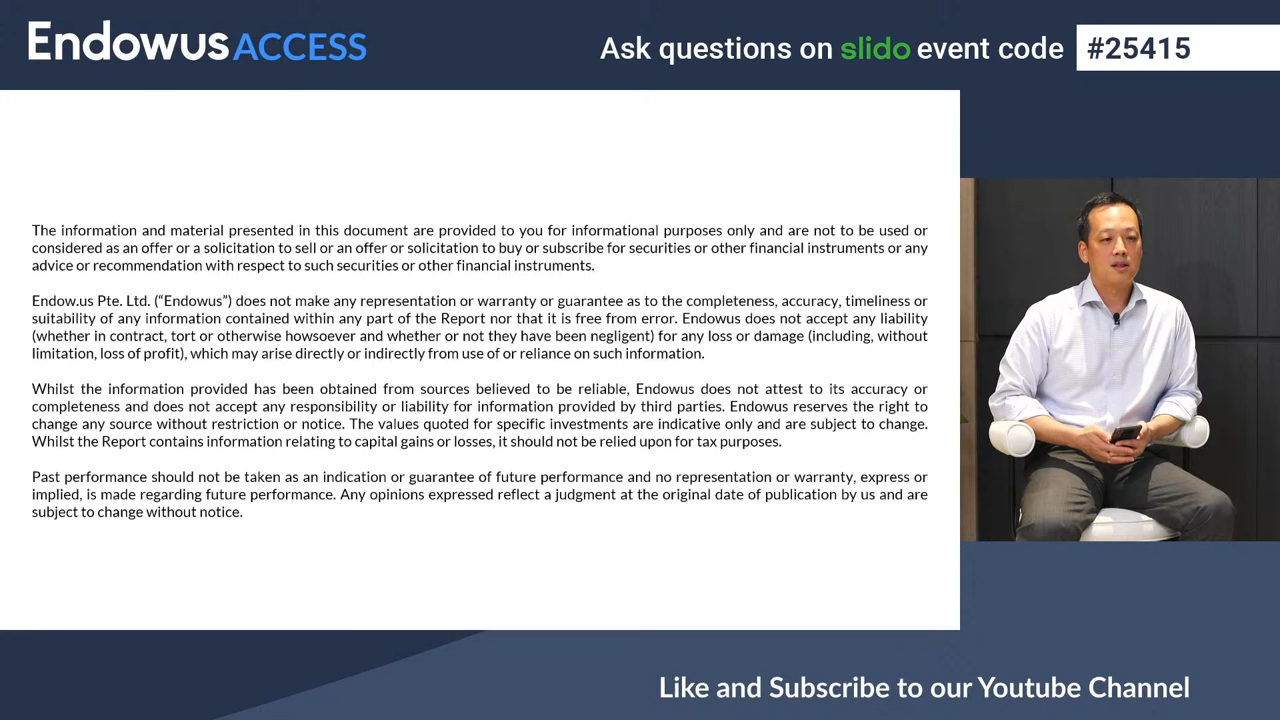 Endowus ACCESS
Ask questions on slido event code #25415
The information and material presented in this document are provided to you for informational purposes only and are not to be used or
considered as an offer or a solicitation to sell or an offer or solicitation to buy or subscribe for securities or other financial instruments or any
advice or recommendation with respect to such securities or other financial instruments.
Endow.us Pte. Ltd. (“Endowus”) does not make any representation or warranty or guarantee as to the completeness, accuracy, timeliness or
suitability of any information contained within any part of the Report nor that it is free from error. Endowus does not accept any liability
(whether in contract, tort or otherwise howsoever and whether or not they have been negligent) for any loss or damage (including, without
limitation, loss of profit), which may arise directly or indirectly from use of or reliance on such information.
Whilst the information provided has been obtained from sources believed to be reliable, Endowus does not attest to its accuracy or
completeness and does not accept any responsibility or liability for information provided by third parties. Endowus reserves the right to
change any source without restriction or notice. The values quoted for specific investments are indicative only and are subject to change.
Whilst the Report contains information relating to capital gains or losses, it should not be relied upon for tax purposes.
Past performance should not be taken as an indication or guarantee of future performance and no representation or warranty, express or
implied, is made regarding future performance. Any opinions expressed reflect a judgment at the original date of publication by us and are
subject to change without notice.
Like and Subscribe to our Youtube Channel